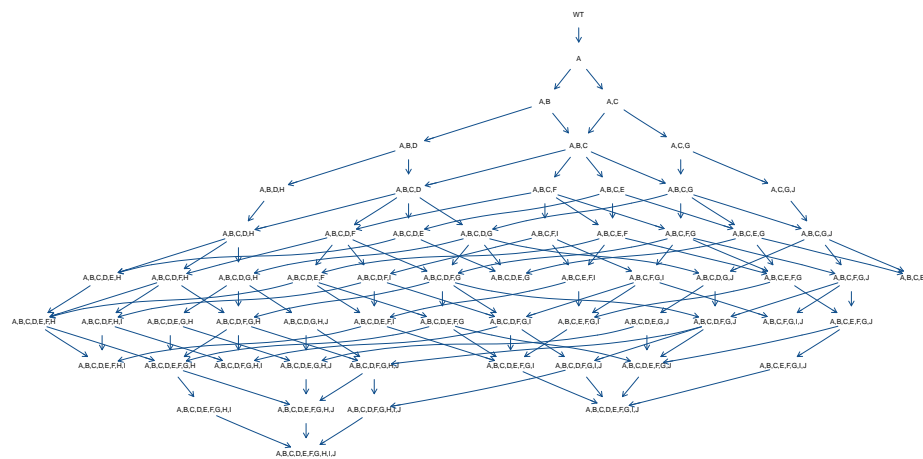 WT
A
A,B A,C
A,B,D A,B,C A,C,G
A,B,D,H A,B,C,D A,B,C,F A,B,C,E A,B,C,G A,C,G,J
A,B,C,D,H A,B,C,D,F A,B,C,D,E A,B,C,D,G A,B,C,F,I A,B,C,E,F A,B,C,F,G A,B,C,E,G A,B,C,G,J
A,B,C,D,E,H A,B,C,D,F,H A,B,C,D,G,H A,B,C,D,E,F A,B,C,D,F,I A,B,C,D,F,G A,B,C,D,E,G A,B,C,E,F,I A,B,C,F,G,I A,B,C,D,G,J A,B,C,E,F,G A,B,C,F,G,J A,B,C,E
A,B,C,D,E,F,H A,B,C,D,F,H,I A,B,C,D,E,G,H A,B,C,D,F,G,H A,B,C,D,G,H,J A,B,C,D,E,F,I A,B,C,D,E,F,G A,B,C,D,F,G,I A,B,C,E,F,G,I A,B,C,D,E,G,J A,B,C,D,F,G,J A,B,C,F,G,I,J A,B,C,E,F,G,J
A,B,C,D,E,F,H,I A,B,C,D,E,F,G,H A,B,C,D,F,G,H,I A,B,C,D,E,G,H,J A,B,C,D,F,G,H,J A,B,C,D,E,F,G,I A,B,C,D,F,G,I,J A,B,C,D,E,F,G,J A,B,C,E,F,G,I,J
A,B,C,D,E,F,G,H,I A,B,C,D,E,F,G,H,J A,B,C,D,F,G,H,I,J A,B,C,D,E,F,G,I,J
A,B,C,D,E,F,G,H,I,J